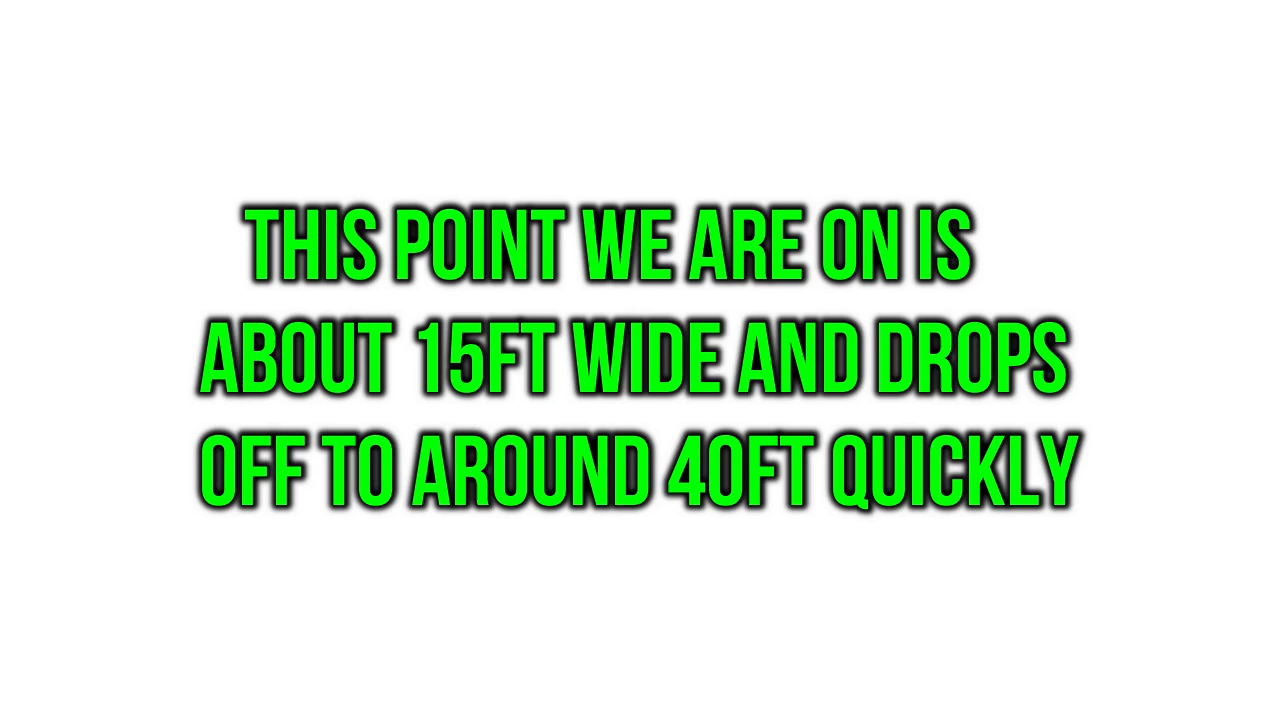 THIS POINT WE ARE ON IS
ABOUT 15FT WIDE AND DROPS
OFF TO AROUND 40FT QUICKLY